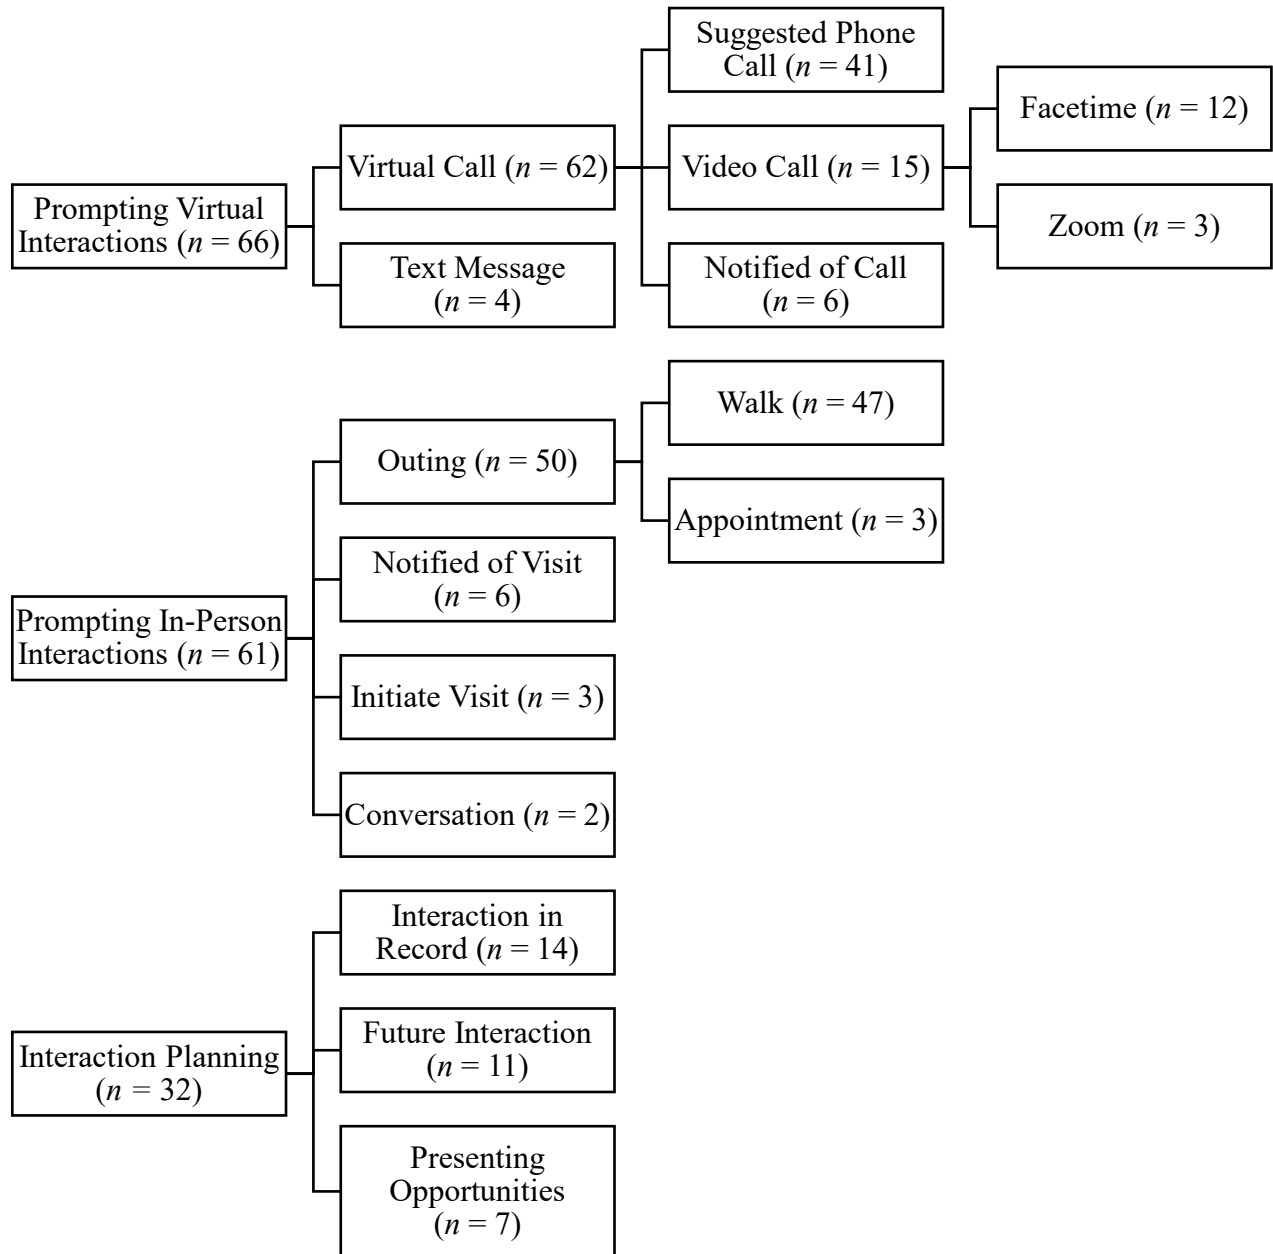 Prompting Virtual
Interactions (n = 66)
Virtual Call (n = 62)
Text Message
(n = 4)
Suggested Phone
Call (n = 41)
Video Call (n = 15)
Notified of Call
(n = 6)
Facetime (n = 12)
Zoom (n = 3)
Prompting In-Person
Interactions (n = 61)
Outing (n = 50)
Notified of Visit
(n = 6)
Initiate Visit (n = 3)
Conversation (n = 2)
Walk (n = 47)
Appointment (n = 3)
Interaction Planning
(n = 32)
Interaction in
Record (n = 14)
Future Interaction
(n = 11)
Presenting
Opportunities
(n = 7)